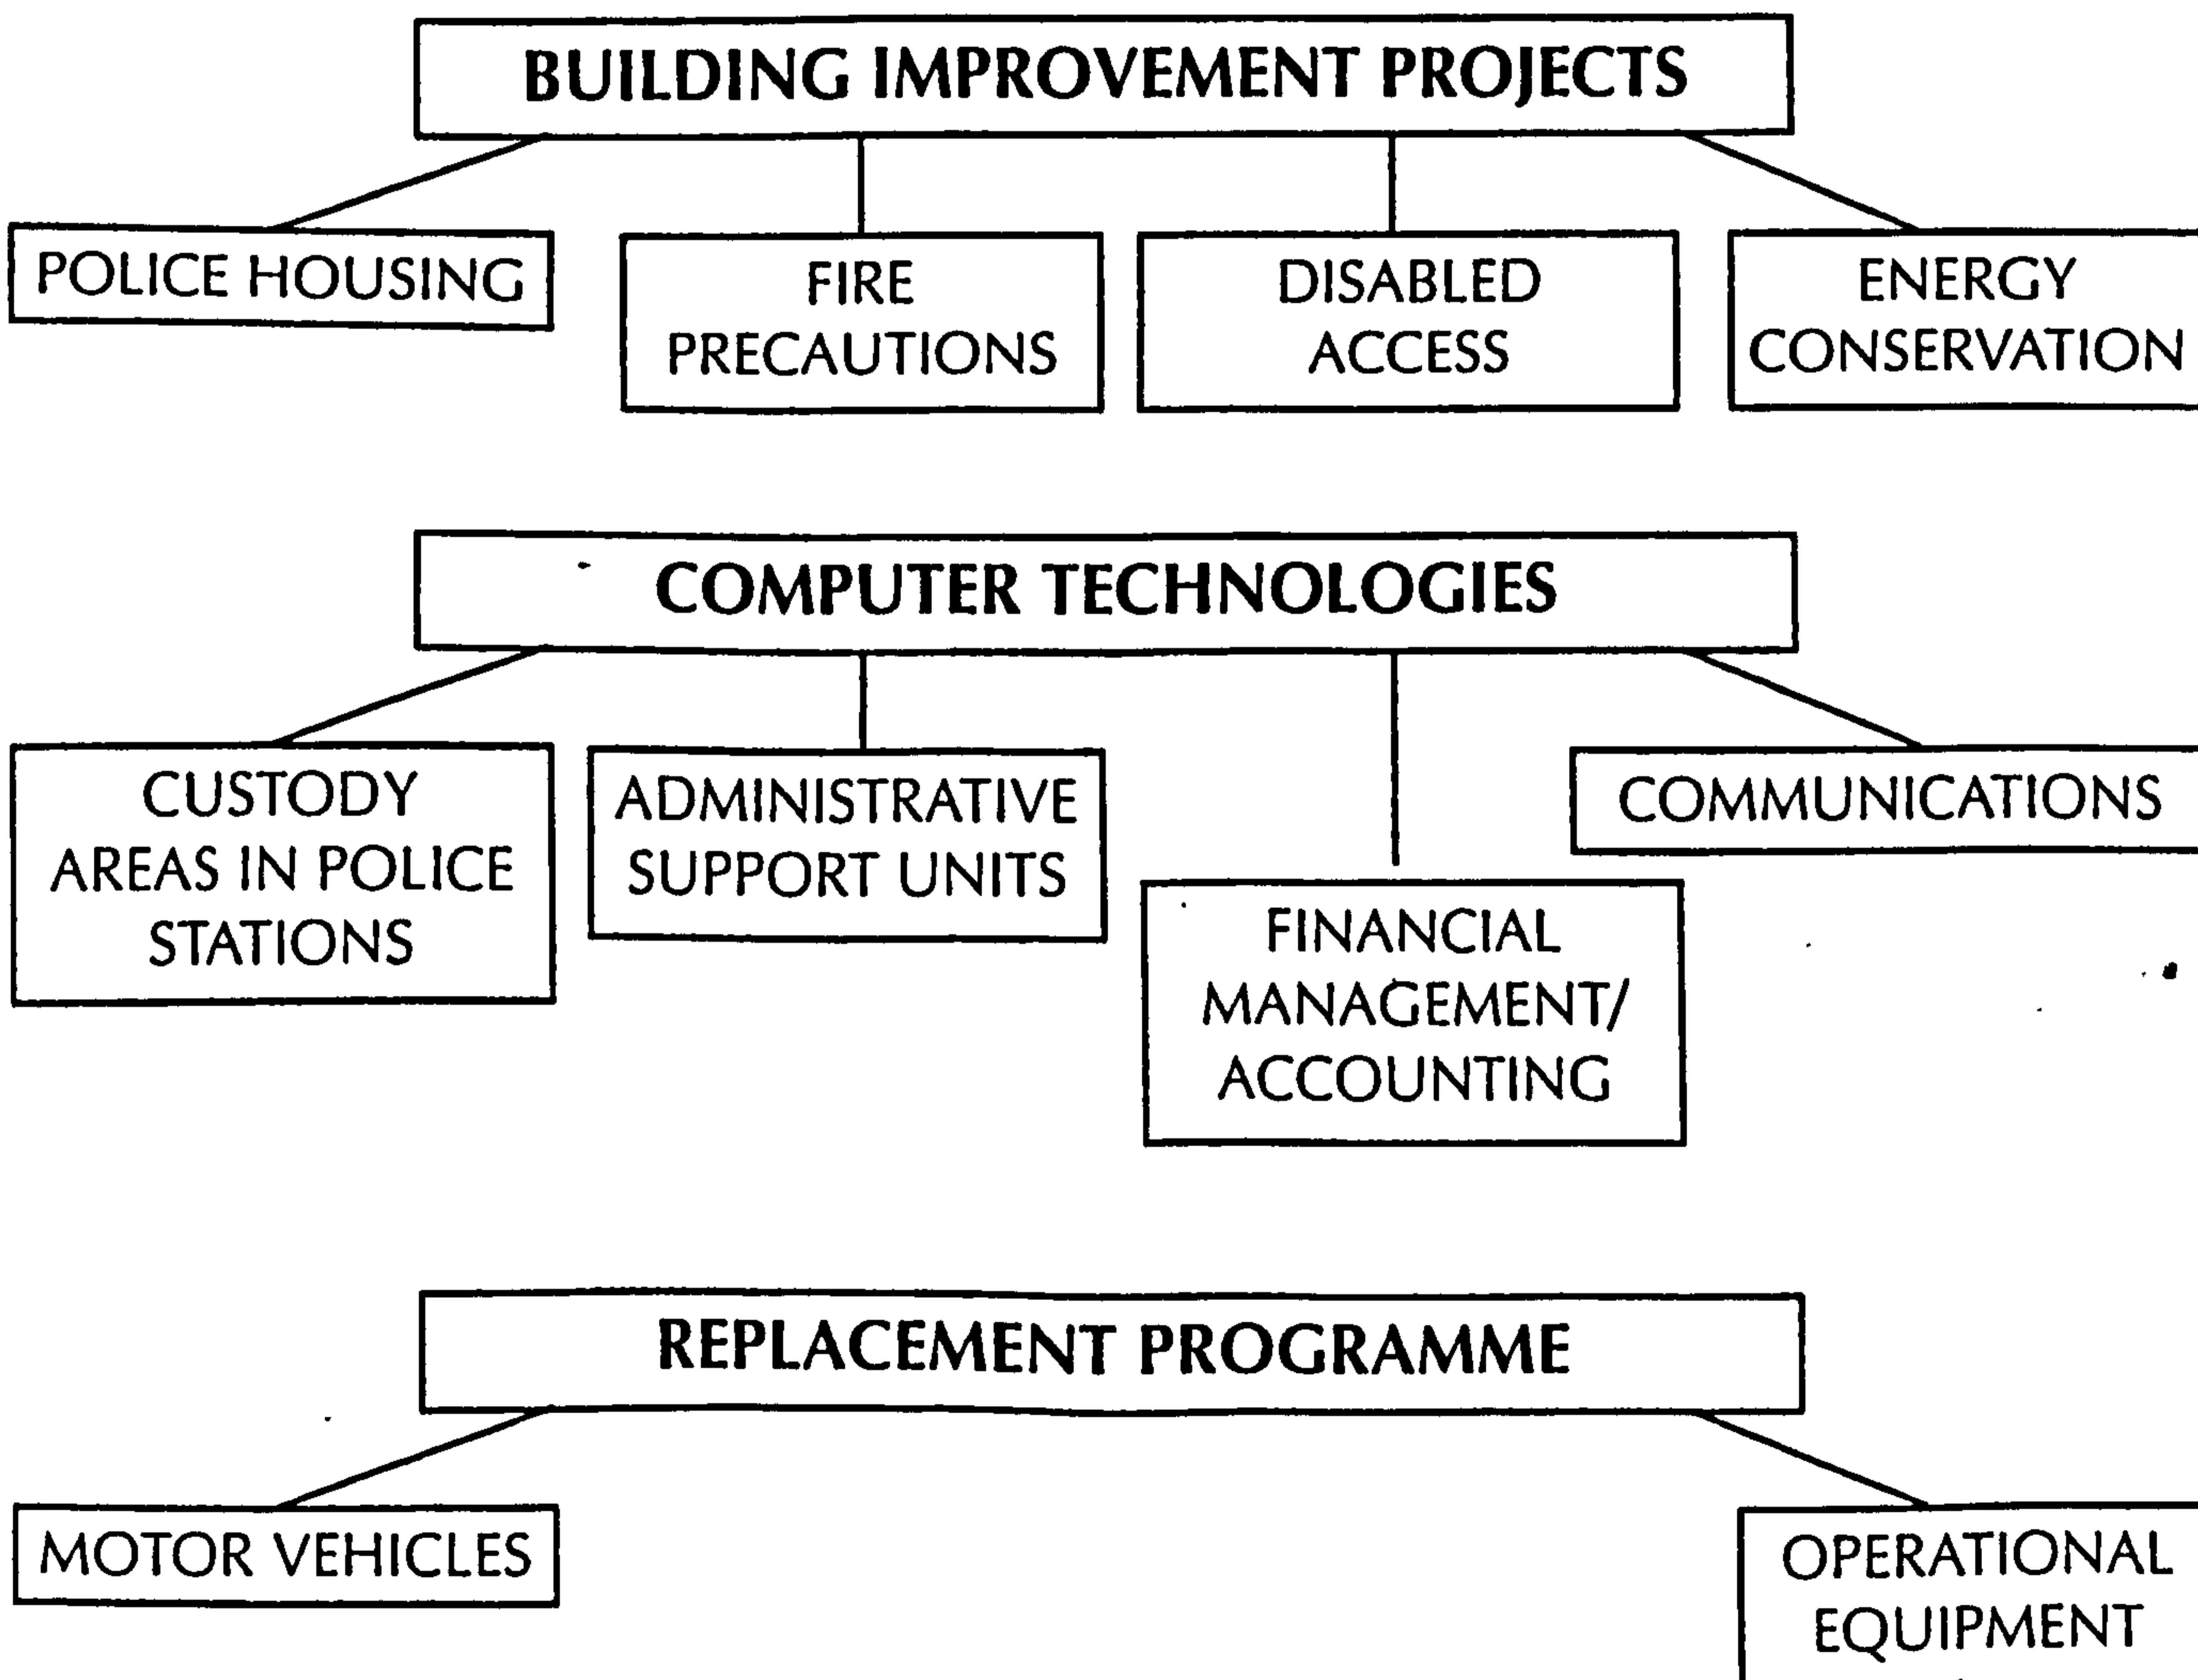 BUILDING IMPROVEMENT PROJECTS
POLICE HOUSING
FIRE
PRECAUTIONS
DISABLED
ACCESS
ENERGY
CONSERVATION
COMPUTER TECHNOLOGIES
CUSTODY
AREAS IN POLICE
STATIONS
ADMINISTRATIVE
SUPPORT UNITS
FINANCIAL
MANAGEMENT/
ACCOUNTING
COMMUNICATIONS
REPLACEMENT PROGRAMME
MOTOR VEHICLES
OPERATIONAL
EQUIPMENT